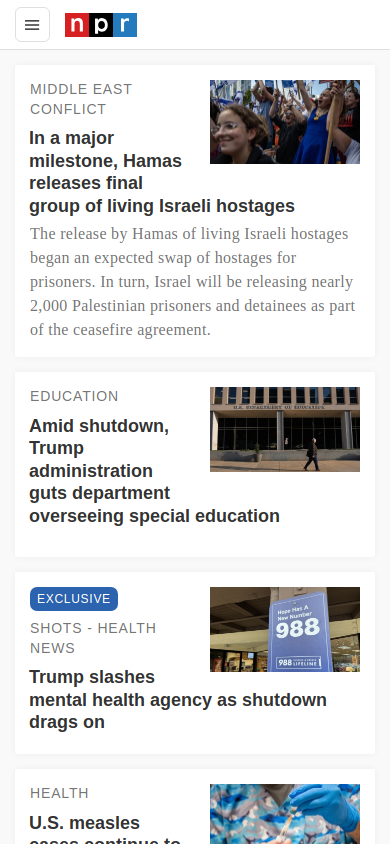 npr
MIDDLE EAST
CONFLICT
In a major
milestone, Hamas
releases final
group of living Israeli hostages
The release by Hamas of living Israeli hostages
began an expected swap of hostages for
prisoners. In turn, Israel will be releasing nearly
2,000 Palestinian prisoners and detainees as part
of the ceasefire agreement.
EDUCATION
U.S. DEPARTMENT OF EDUCATION
Amid shutdown,
Trump
administration
guts department
overseeing special education
EXCLUSIVE
SHOTS - HEALTH
NEWS
Hope Has A
New Number
988
988
LIFELINE
Trump slashes
mental health agency as shutdown
drags on
HEALTH
U.S. measles
cases continue to